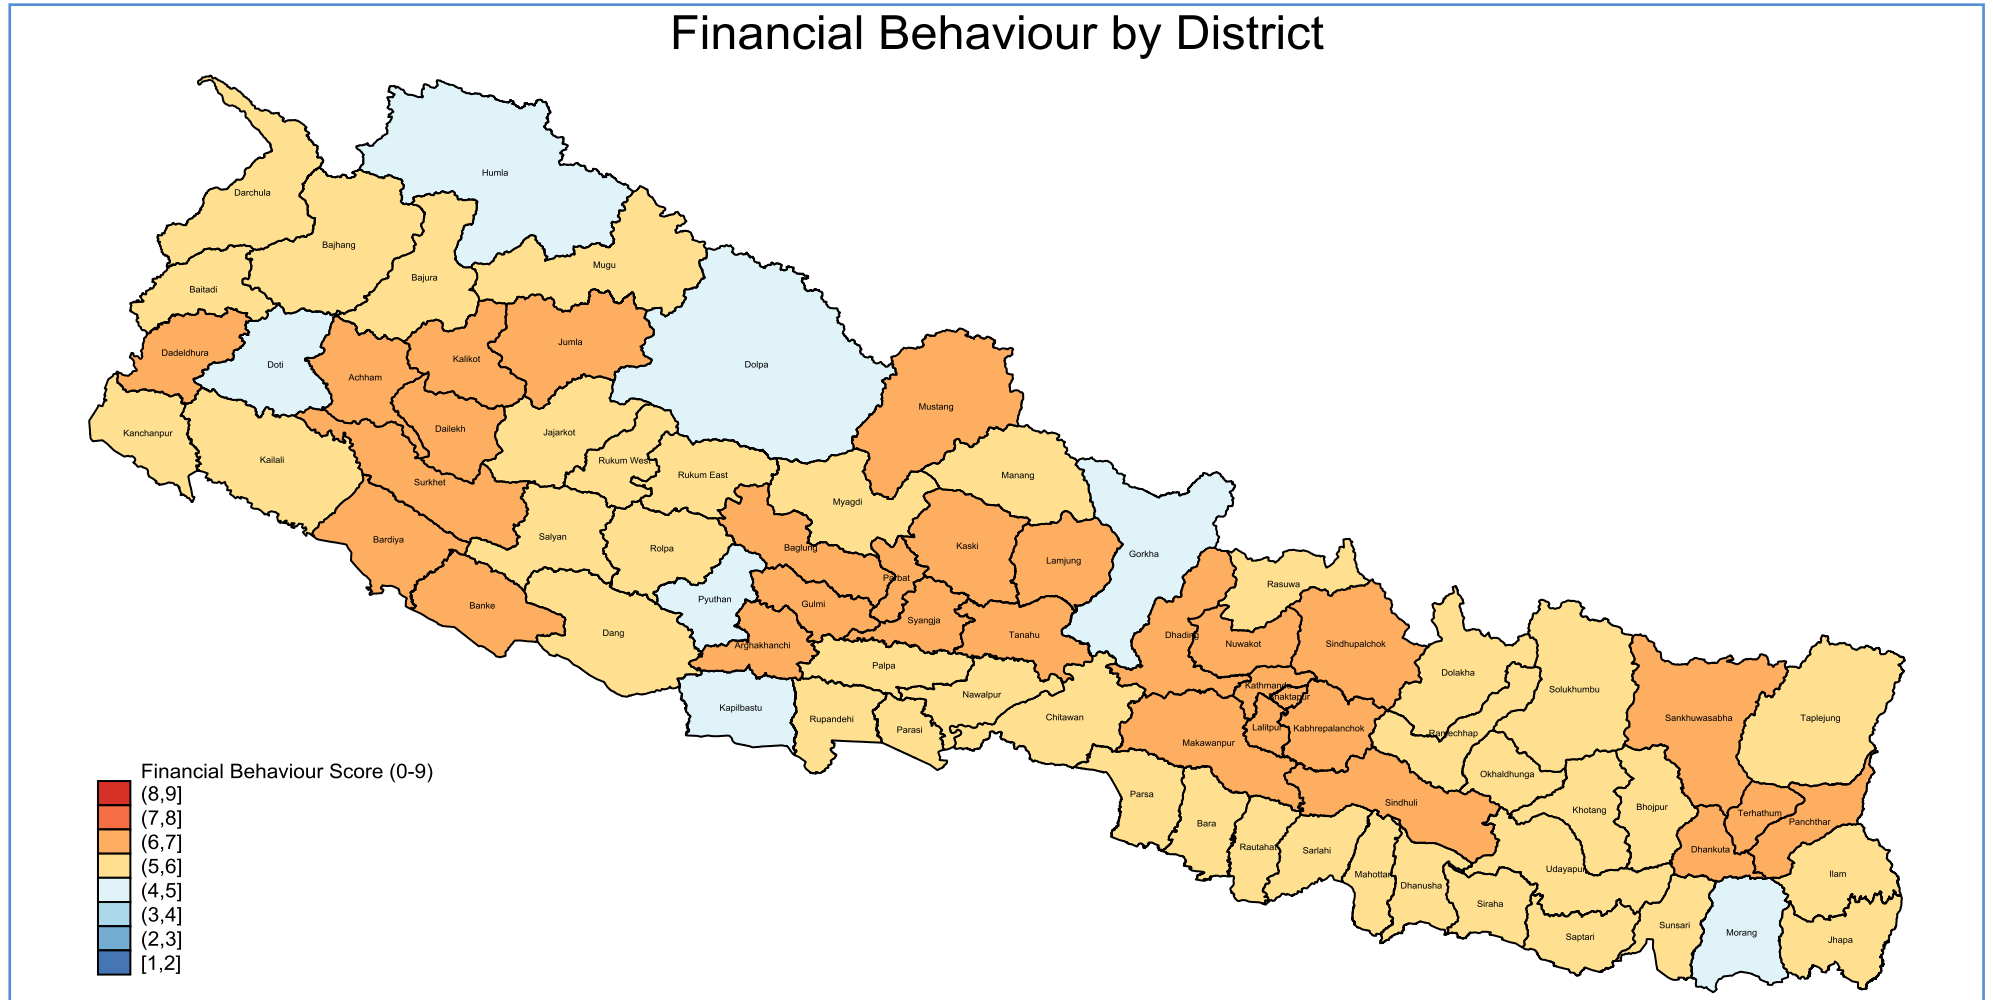 Financial Behaviour by District
Humla
Darchula
Bajhang
Mugu
Bajura
Baitadi
Jumla
Dadeldhura
Kalikot
Doti
Dolpa
Achham
Mustang
Dailekh
Kanchanpur
Jajarkot
Kailali
Rukum West
Rukum East
Manang
Surkhet
Myagdi
Salyan
Bardiya
Kaski
Baglung
Rolpa
Gorkha
Lamjung
Parbat
Rasuwa
Pyuthan
Gulmi
Banke
Syangja
Dang
Tanahu
Dhading
Nuwakot
Sindhupalchok
Arghakhanchi
Palpa
Dolakha
Kathmandu
Solukhumbu
Nawalpur
Bhaktapur
Kapilbastu
Chitawan
Sankhuwasabha
Taplejung
Rupandehi
Lalitpur
Kabhrepalanchok
Parasi
Ramechhap
Makawanpur
Okhaldhunga
Financial Behaviour Score (0-9)
(8,9]
(7,8]
(6,7]
(5,6]
(4,5]
(3,4]
(2,3]
[1,2]
Parsa
Sindhuli
Bhojpur
Khotang
Terhathum
Panchthar
Bara
Rautahat
Sarlahi
Dhankuta
Udayapur
Mahottari
Ilam
Dhanusha
Siraha
Sunsari
Morang
Saptari
Jhapa